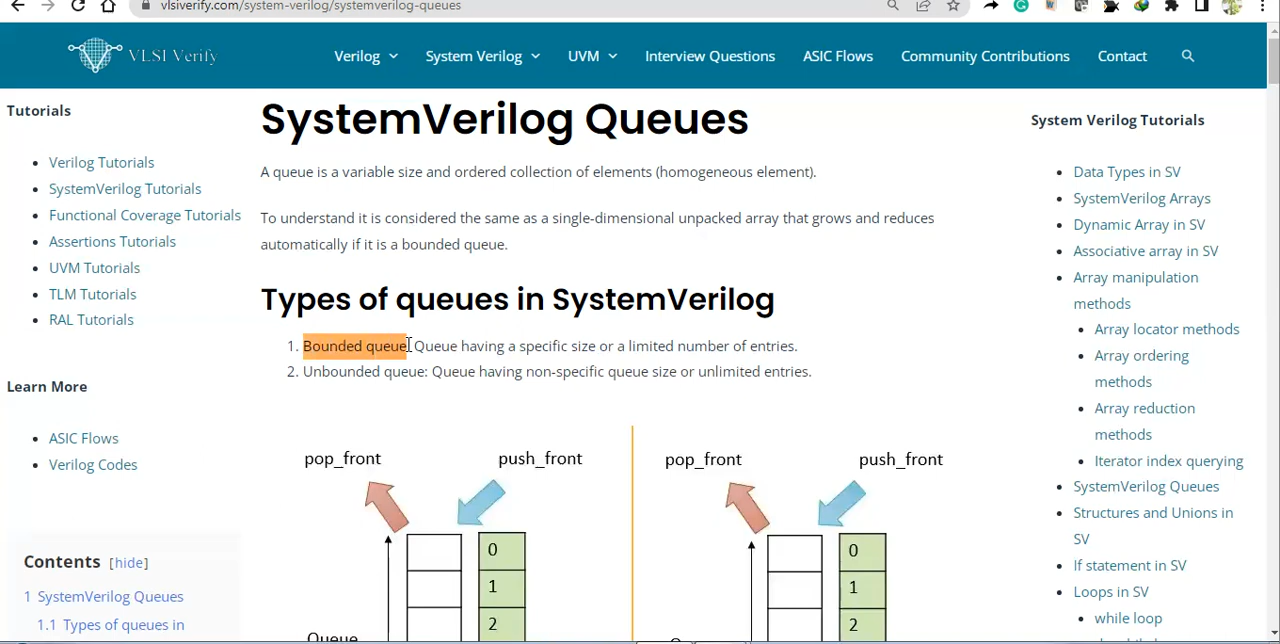 vlsiverify.com/system-verilog/systemverilog-queues
VLSI Verify
Verilog
System Verilog
UVM
Interview Questions
ASIC Flows
Community Contributions
Contact
Tutorials
Verilog Tutorials
SystemVerilog Tutorials
Functional Coverage Tutorials
Assertions Tutorials
UVM Tutorials
TLM Tutorials
RAL Tutorials
Learn More
ASIC Flows
Verilog Codes
Contents [hide]
1 SystemVerilog Queues
1.1 Types of queues in
SystemVerilog Queues
A queue is a variable size and ordered collection of elements (homogeneous element).
To understand it is considered the same as a single-dimensional unpacked array that grows and reduces
automatically if it is a bounded queue.
Types of queues in SystemVerilog
1. Bounded queue: Queue having a specific size or a limited number of entries.
2. Unbounded queue: Queue having non-specific queue size or unlimited entries.
pop_front
push_front
0
1
2
Queue
pop_front
push_front
0
1
2
System Verilog Tutorials
Data Types in SV
SystemVerilog Arrays
Dynamic Array in SV
Associative array in SV
Array manipulation
methods
Array locator methods
Array ordering
methods
Array reduction
methods
Iterator index querying
SystemVerilog Queues
Structures and Unions in
SV
If statement in SV
Loops in SV
while loop